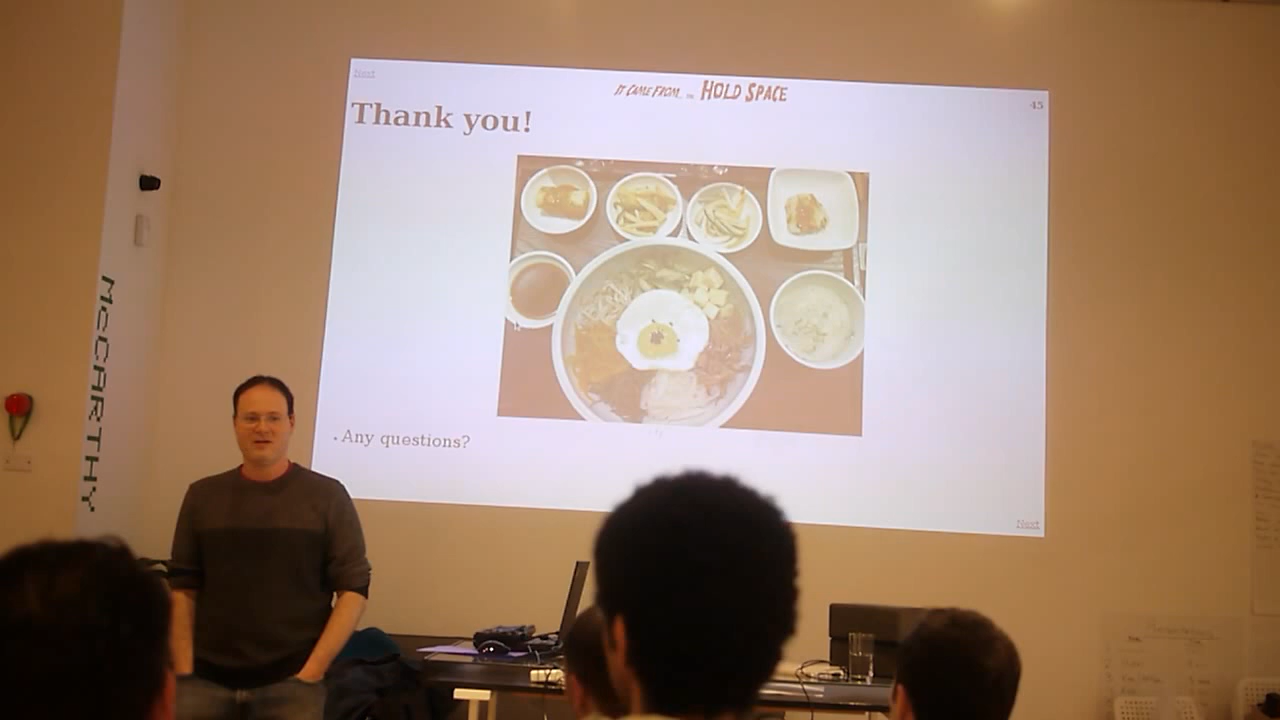 Next
IT CAME FROM... THE HOLD SPACE
45
Thank you!
• Any questions?
Next
McCARTHY